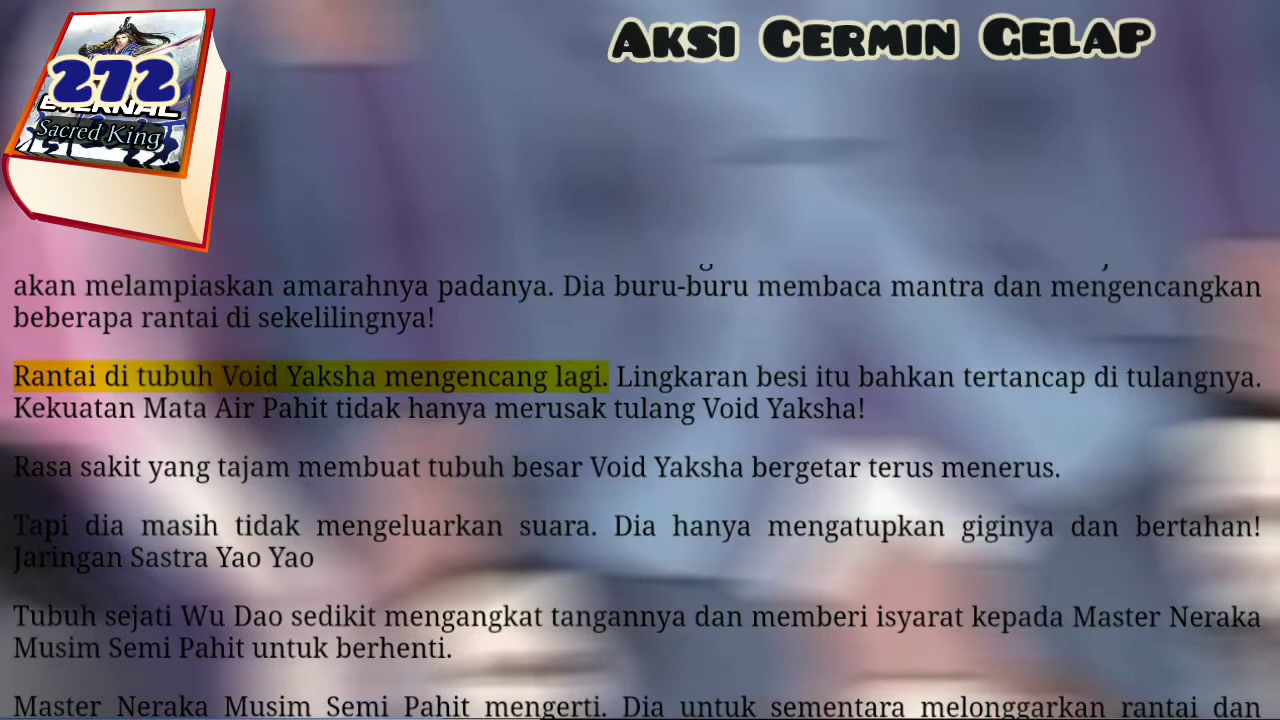 Aksi Cermin Gelap
272
ETERNAL
Sacred King
akan melampiaskan amarahnya padanya. Dia buru-buru membaca mantra dan mengencangkan
beberapa rantai di sekelilingnya!
Rantai di tubuh Void Yaksha mengencang lagi. Lingkaran besi itu bahkan tertancap di tulangnya.
Kekuatan Mata Air Pahit tidak hanya merusak tulang Void Yaksha!
Rasa sakit yang tajam membuat tubuh besar Void Yaksha bergetar terus menerus.
Tapi dia masih tidak mengeluarkan suara. Dia hanya mengatupkan giginya dan bertahan!
Jaringan Sastra Yao Yao
Tubuh sejati Wu Dao sedikit mengangkat tangannya dan memberi isyarat kepada Master Neraka
Musim Semi Pahit untuk berhenti.
Master Neraka Musim Semi Pahit mengerti. Dia untuk sementara melonggarkan rantai dan